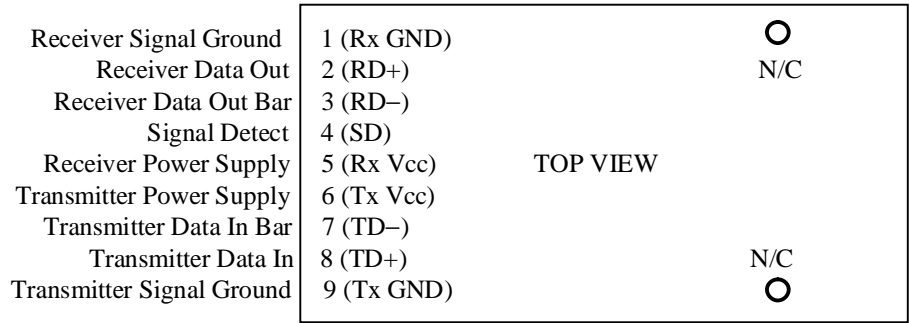 Receiver Signal Ground 1 (Rx GND)
Receiver Data Out 2 (RD+) N/C
Receiver Data Out Bar 3 (RD−)
Signal Detect 4 (SD)
Receiver Power Supply 5 (Rx Vcc) TOP VIEW
Transmitter Power Supply 6 (Tx Vcc)
Transmitter Data In Bar 7 (TD−)
Transmitter Data In 8 (TD+) N/C
Transmitter Signal Ground 9 (Tx GND)